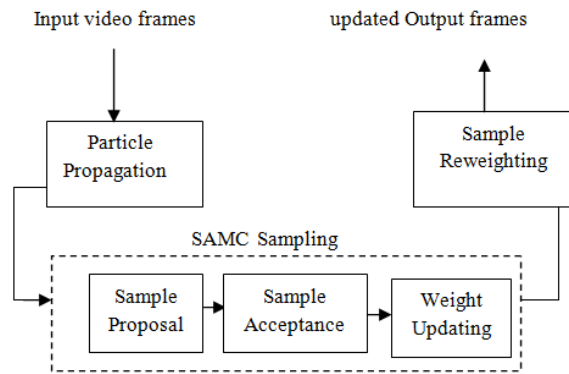 Input video frames
updated Output frames
Particle
Propagation
Sample
Reweighting
SAMC Sampling
Sample
Proposal
Sample
Acceptance
Weight
Updating